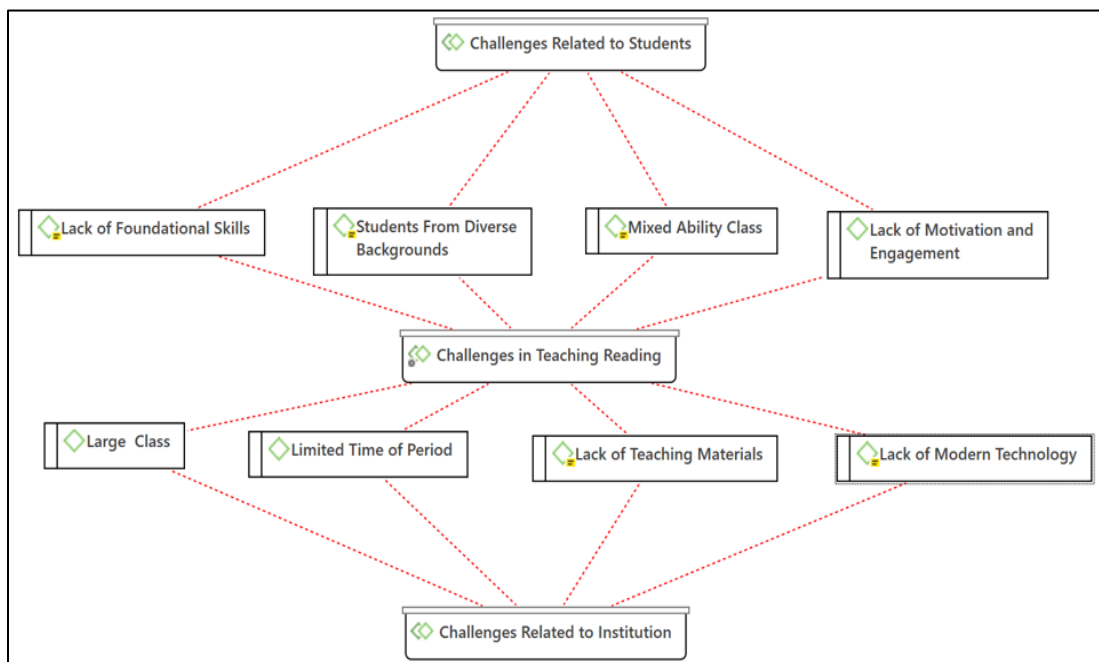 Challenges Related to Students
Lack of Foundational Skills
Students From Diverse
Backgrounds
Mixed Ability Class
Lack of Motivation and
Engagement
Challenges in Teaching Reading
Large Class
Limited Time of Period
Lack of Teaching Materials
Lack of Modern Technology
Challenges Related to Institution